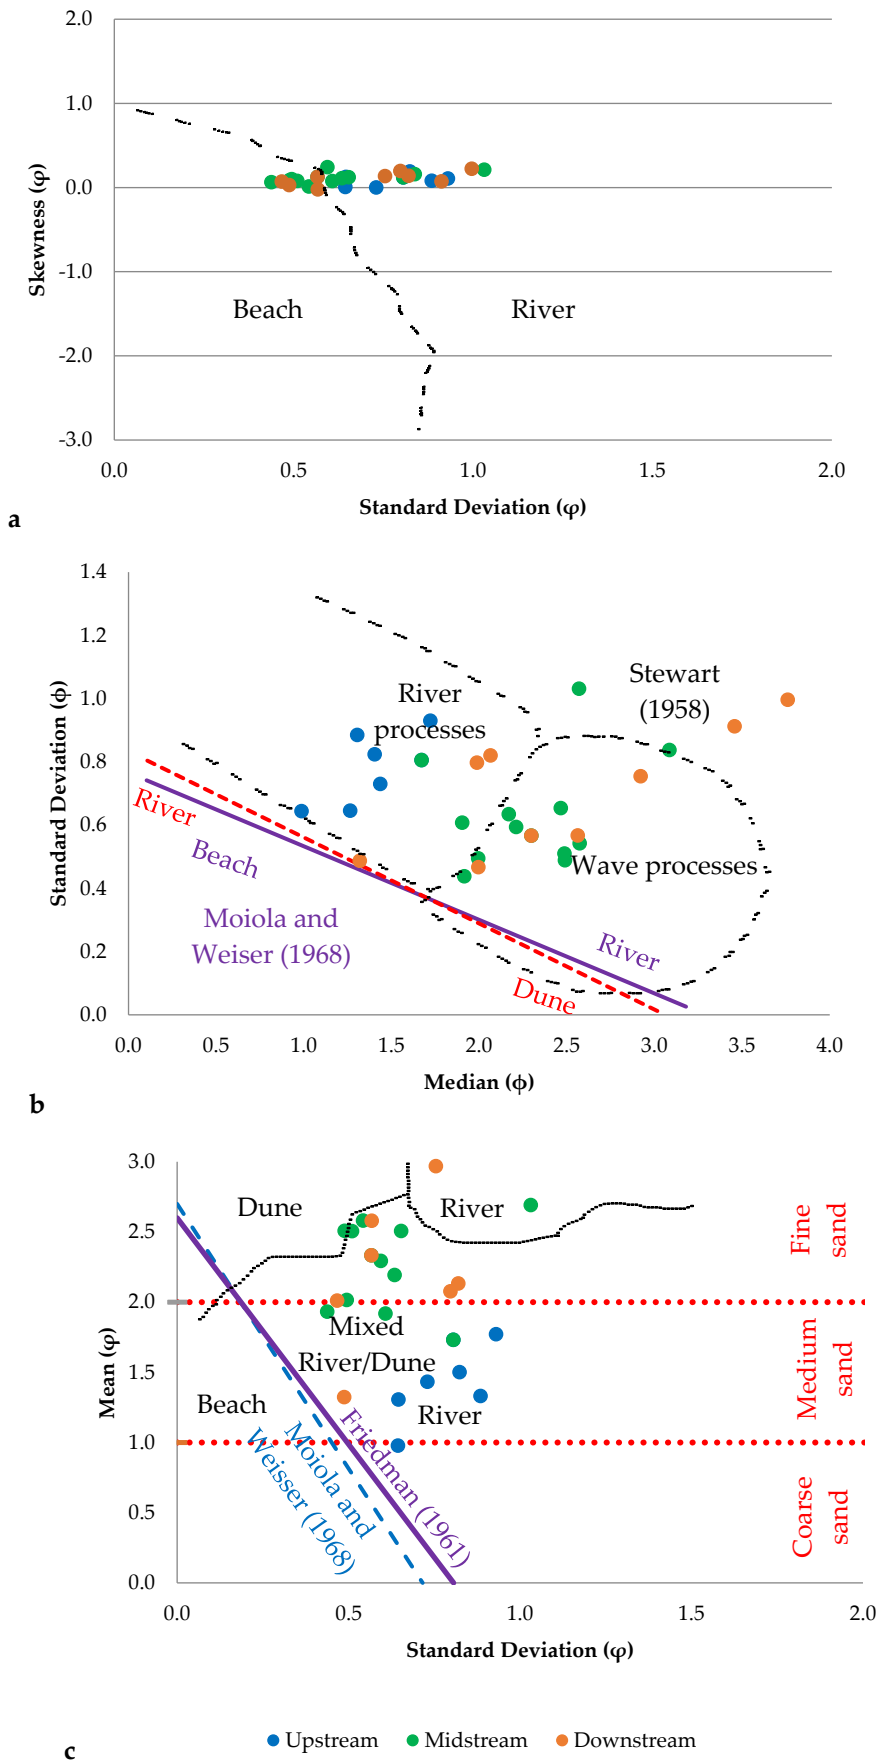 2.0
1.0
0.0
-1.0
-2.0
-3.0
Skewness (φ)
Beach
River
0.0
0.5
1.0
1.5
2.0
Standard Deviation (φ)
a
1.4
1.2
1.0
0.8
0.6
0.4
0.2
0.0
Standard Deviation (ϕ)
Stewart
(1958)
River
processes
Wave processes
River
Beach
Moiola and
Weiser (1968)
River
Dune
0.0
0.5
1.0
1.5
2.0
2.5
3.0
3.5
4.0
Median (ϕ)
b
3.0
2.5
2.0
1.5
1.0
0.5
0.0
Mean (φ)
Dune
River
Mixed
River/Dune
Beach
River
Friedman (1961)
Moiola and
Weisser (1968)
Fine
sand
Medium
sand
Coarse
sand
0.0
0.5
1.0
1.5
2.0
Standard Deviation (φ)
Upstream
Midstream
Downstream
c